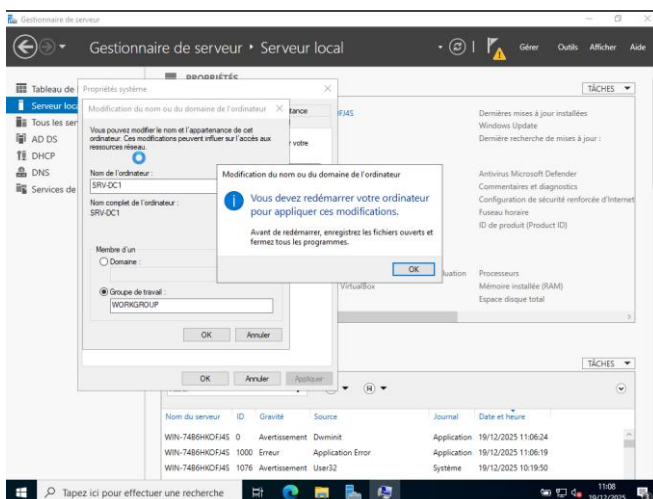 Gestionnaire de serveur
Gestionnaire de serveur • Serveur local
Gérer Outils Afficher Aide
Tableau de
Serveur loc
Tous les ser
AD DS
DHCP
DNS
Services de
PROPRIÉTÉS
TÂCHES
Propriétés système
Modification du nom ou du domaine de l'ordinateur
Vous pouvez modifier le nom et l'appartenance de cet
ordinateur. Ces modifications peuvent influer sur l'accès aux
ressources réseau.
Nom de l'ordinateur :
SRV-DC1
Nom complet de l'ordinateur :
SRV-DC1
Membre d'un
Domaine :
Groupe de travail :
WORKGROUP
OK Annuler
OK Annuler Appliquer
tance
votre
Modification du nom ou du domaine de l'ordinateur
Vous devez redémarrer votre ordinateur
pour appliquer ces modifications.
Avant de redémarrer, enregistrez les fichiers ouverts et
fermez tous les programmes.
OK
FJ4S
Dernières mises à jour installées
Windows Update
Dernière recherche de mises à jour :
Antivirus Microsoft Defender
Commentaires et diagnostics
Configuration de sécurité renforcée d'Internet
Fuseau horaire
ID de produit (Product ID)
luation
VirtualBox
Processeurs
Mémoire installée (RAM)
Espace disque total
TÂCHES
Nom du serveur ID Gravité Source Journal Date et heure
WIN-74B6HKOFJ4S 0 Avertissement Dwminit Application 19/12/2025 11:06:24
WIN-74B6HKOFJ4S 1000 Erreur Application Error Application 19/12/2025 11:06:19
WIN-74B6HKOFJ4S 1076 Avertissement User32 Système 19/12/2025 10:19:50
Tapez ici pour effectuer une recherche
11:08
19/12/2025